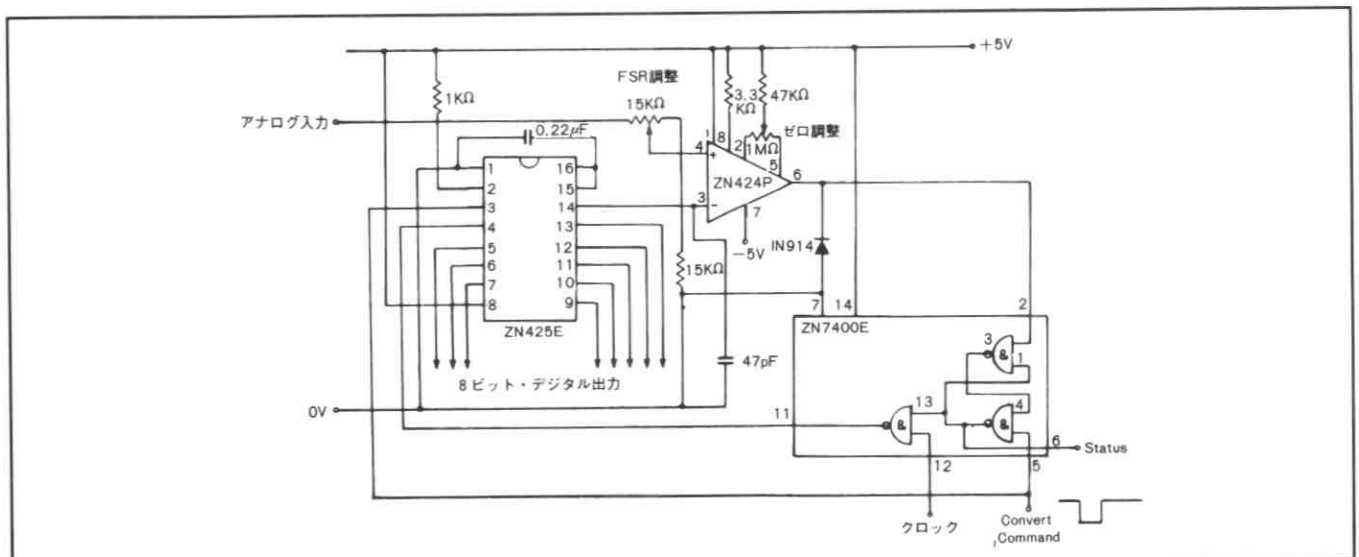 +5V
FSR調整
1KΩ
15KΩ
3.3
KΩ
47KΩ
アナログ入力
0.22μF
ゼロ調整
1MΩ
1
8
2
5
4
+
3
−
ZN424P
6
7
−5V
IN914
1
2
3
4
5
6
7
8
16
15
14
13
12
11
10
9
ZN425E
15KΩ
7
14
2
ZN7400E
47pF
3
&
1
8ビット・デジタル出力
0V
11
&
13
4
&
6
Status
12
5
クロック
Convert
Command